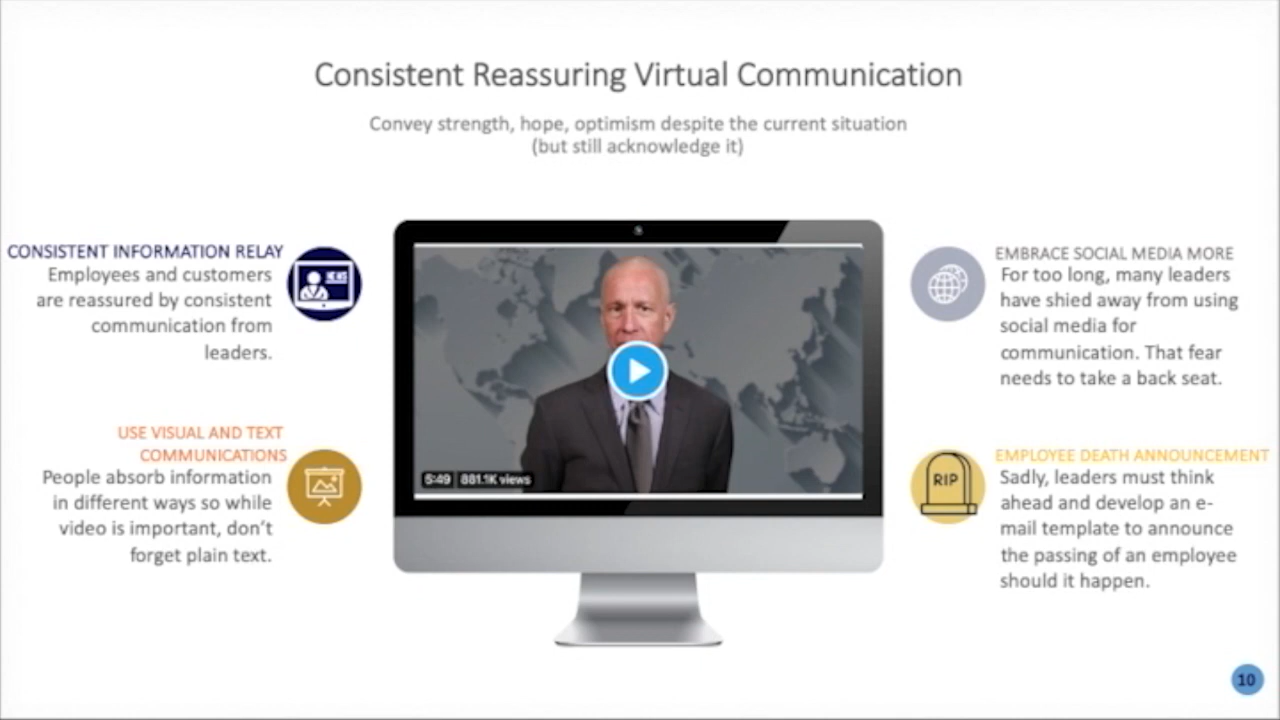 Consistent Reassuring Virtual Communication
Convey strength, hope, optimism despite the current situation
(but still acknowledge it)
CONSISTENT INFORMATION RELAY
Employees and customers
are reassured by consistent
communication from
leaders.
NEWS
USE VISUAL AND TEXT
COMMUNICATIONS
People absorb information
in different ways so while
video is important, don't
forget plain text.
5:49 881.1K views
EMBRACE SOCIAL MEDIA MORE
For too long, many leaders
have shied away from using
social media for
communication. That fear
needs to take a back seat.
RIP
EMPLOYEE DEATH ANNOUNCEMENT
Sadly, leaders must think
ahead and develop an e-
mail template to announce
the passing of an employee
should it happen.
10